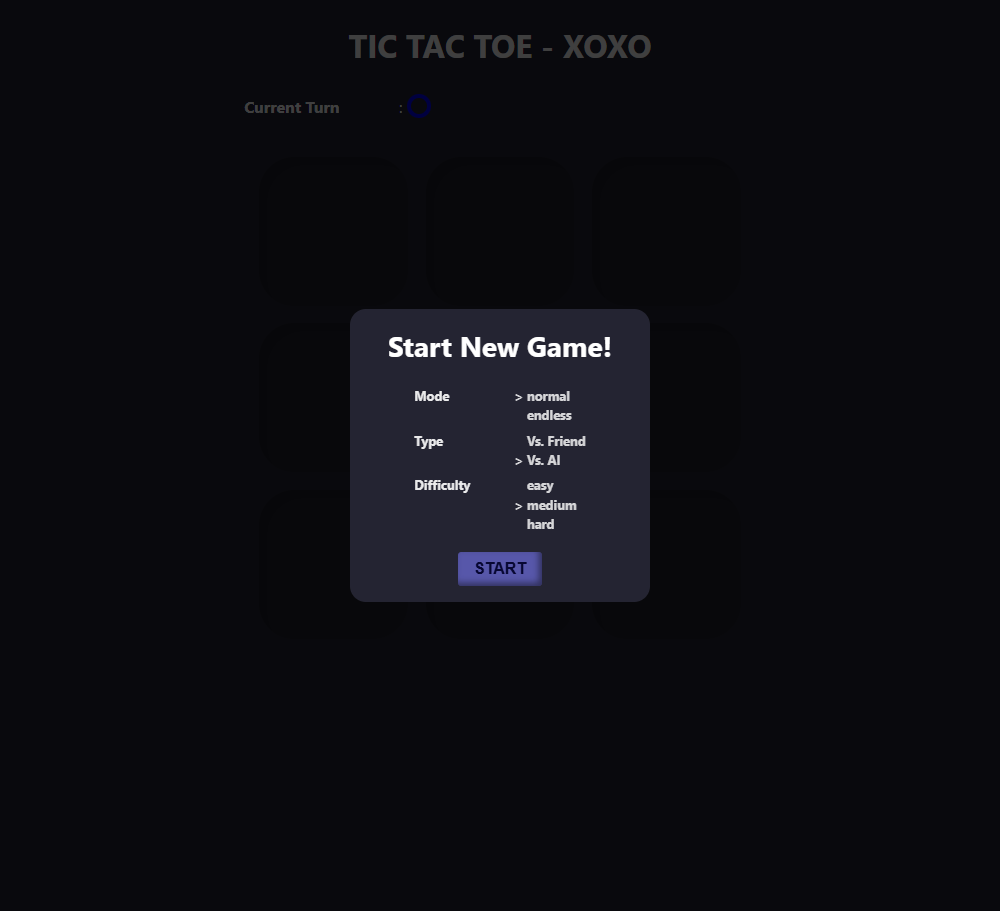 TIC TAC TOE - XOXO
Current Turn :
Start New Game!
Mode > normal
endless
Type Vs. Friend
> Vs. AI
Difficulty easy
> medium
hard
START